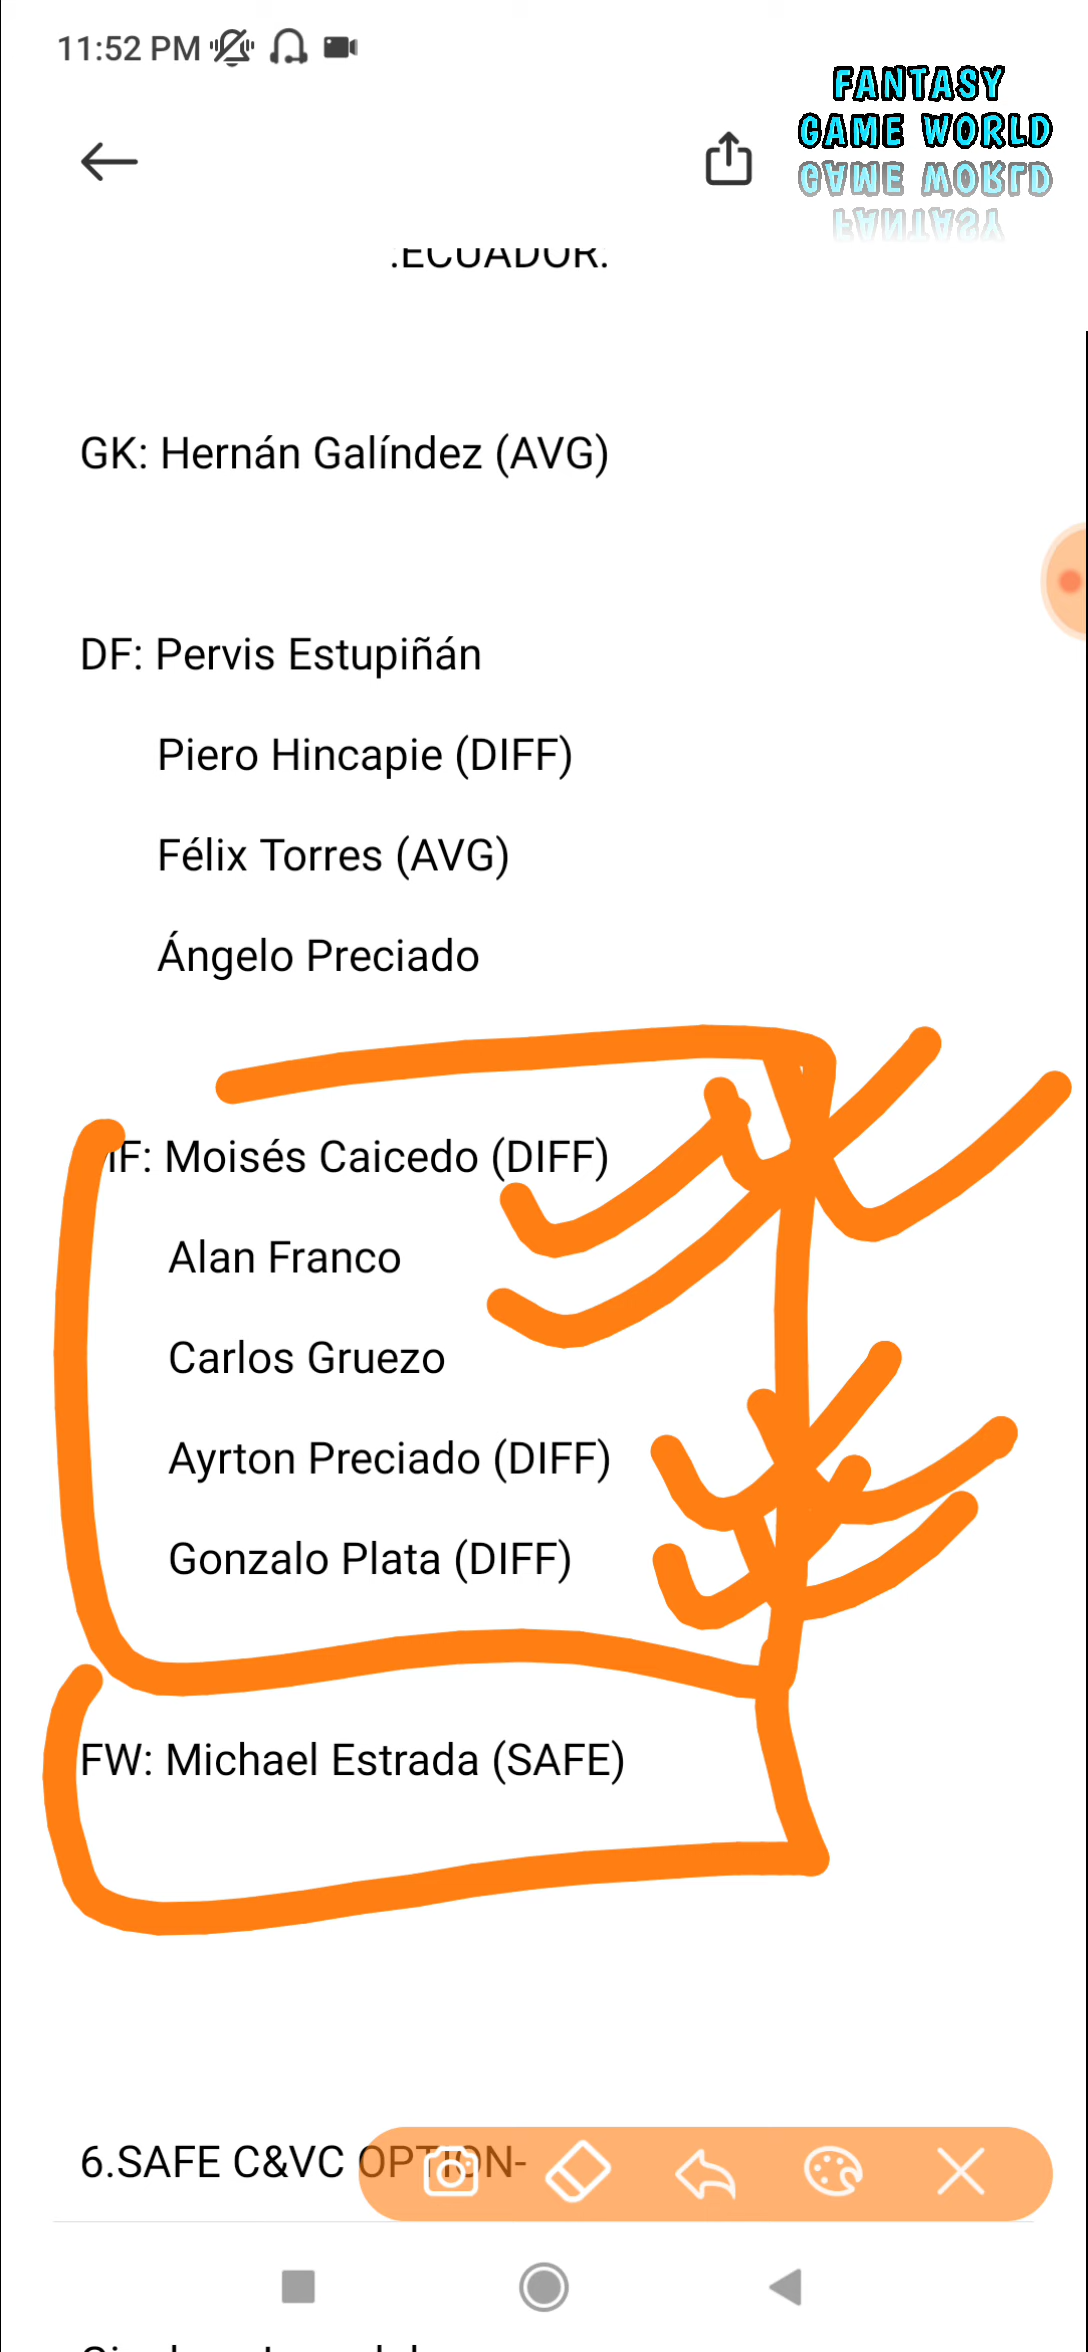 11:52 PM
FANTASY
GAME WORLD
.ECUADOR.
GK: Hernán Galíndez (AVG)
DF: Pervis Estupiñán
Piero Hincapie (DIFF)
Félix Torres (AVG)
Ángelo Preciado
F: Moisés Caicedo (DIFF)
Alan Franco
Carlos Gruezo
Ayrton Preciado (DIFF)
Gonzalo Plata (DIFF)
FW: Michael Estrada (SAFE)
6.SAFE C&VC OPTION-